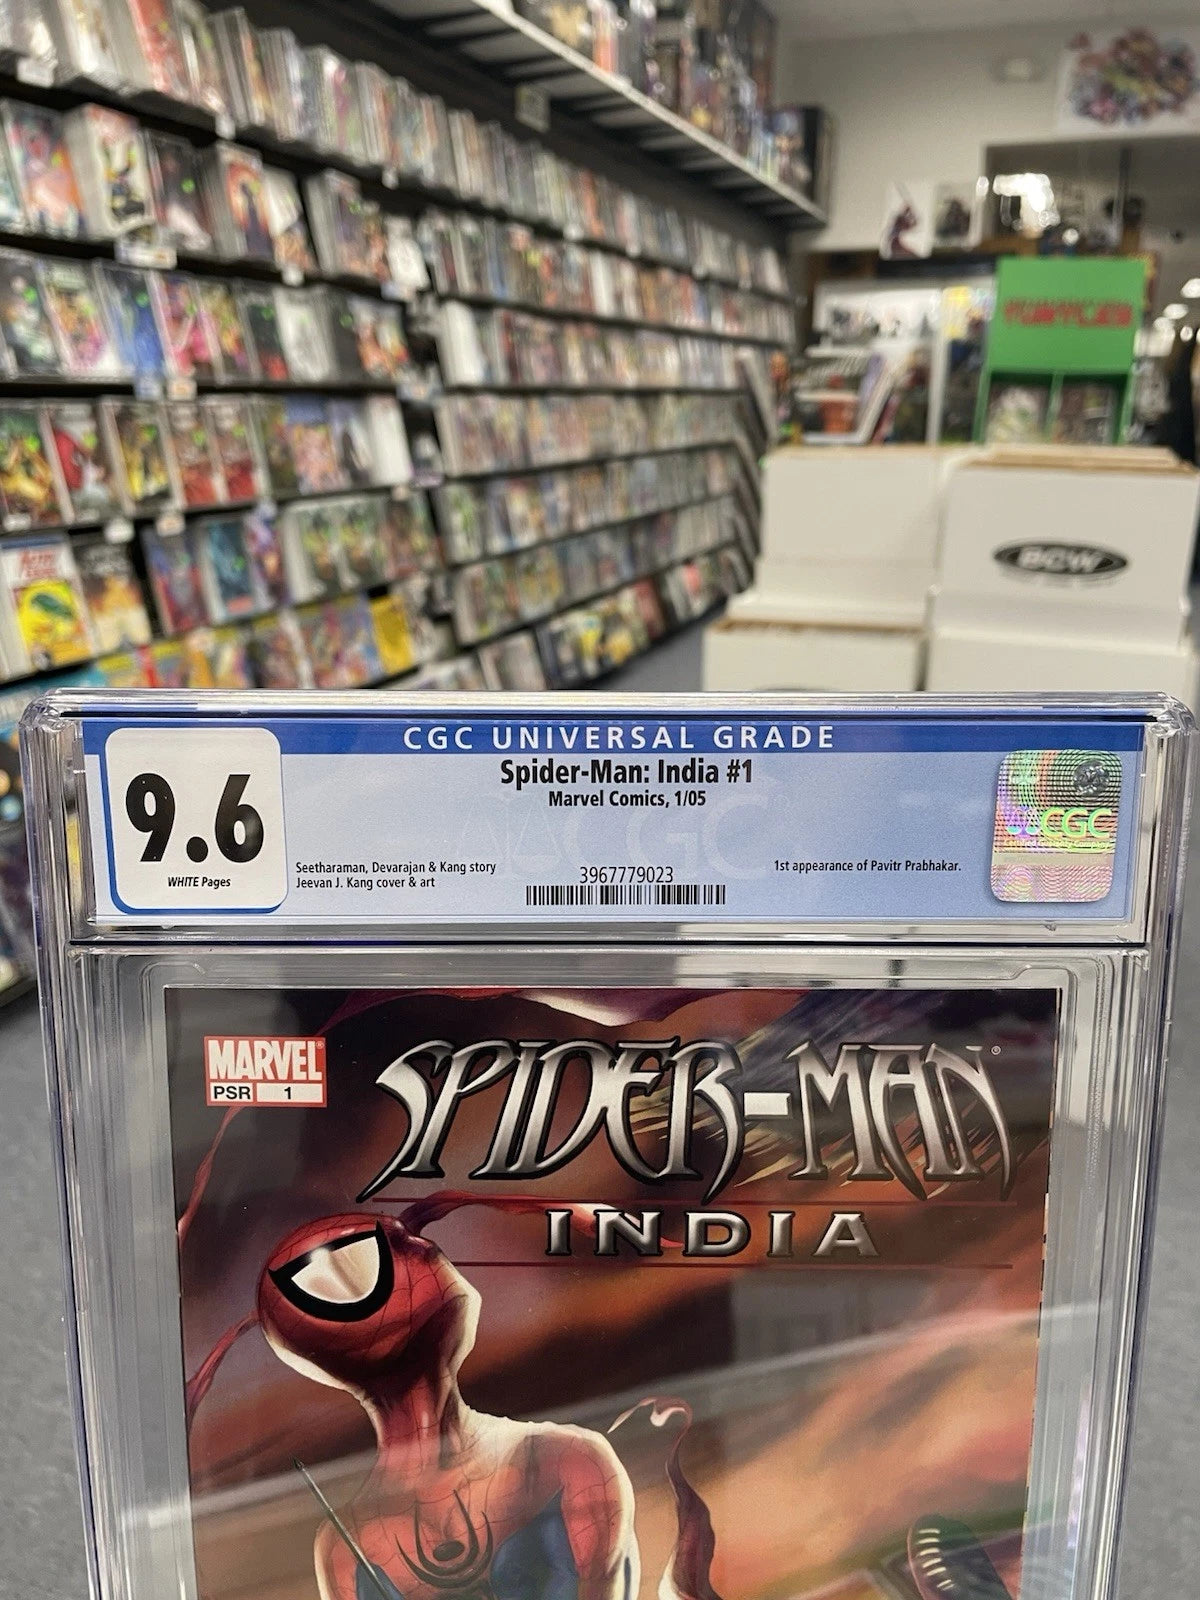 TURTLES
BCW
CGC UNIVERSAL GRADE
9.6
WHITE Pages
Spider-Man: India #1
Marvel Comics, 1/05
Seetharaman, Devarajan & Kang story
Jeevan J. Kang cover & art
3967779023
1st appearance of Pavitr Prabhakar.
CGC
MARVEL
PSR 1
SPIDER-MAN®
INDIA